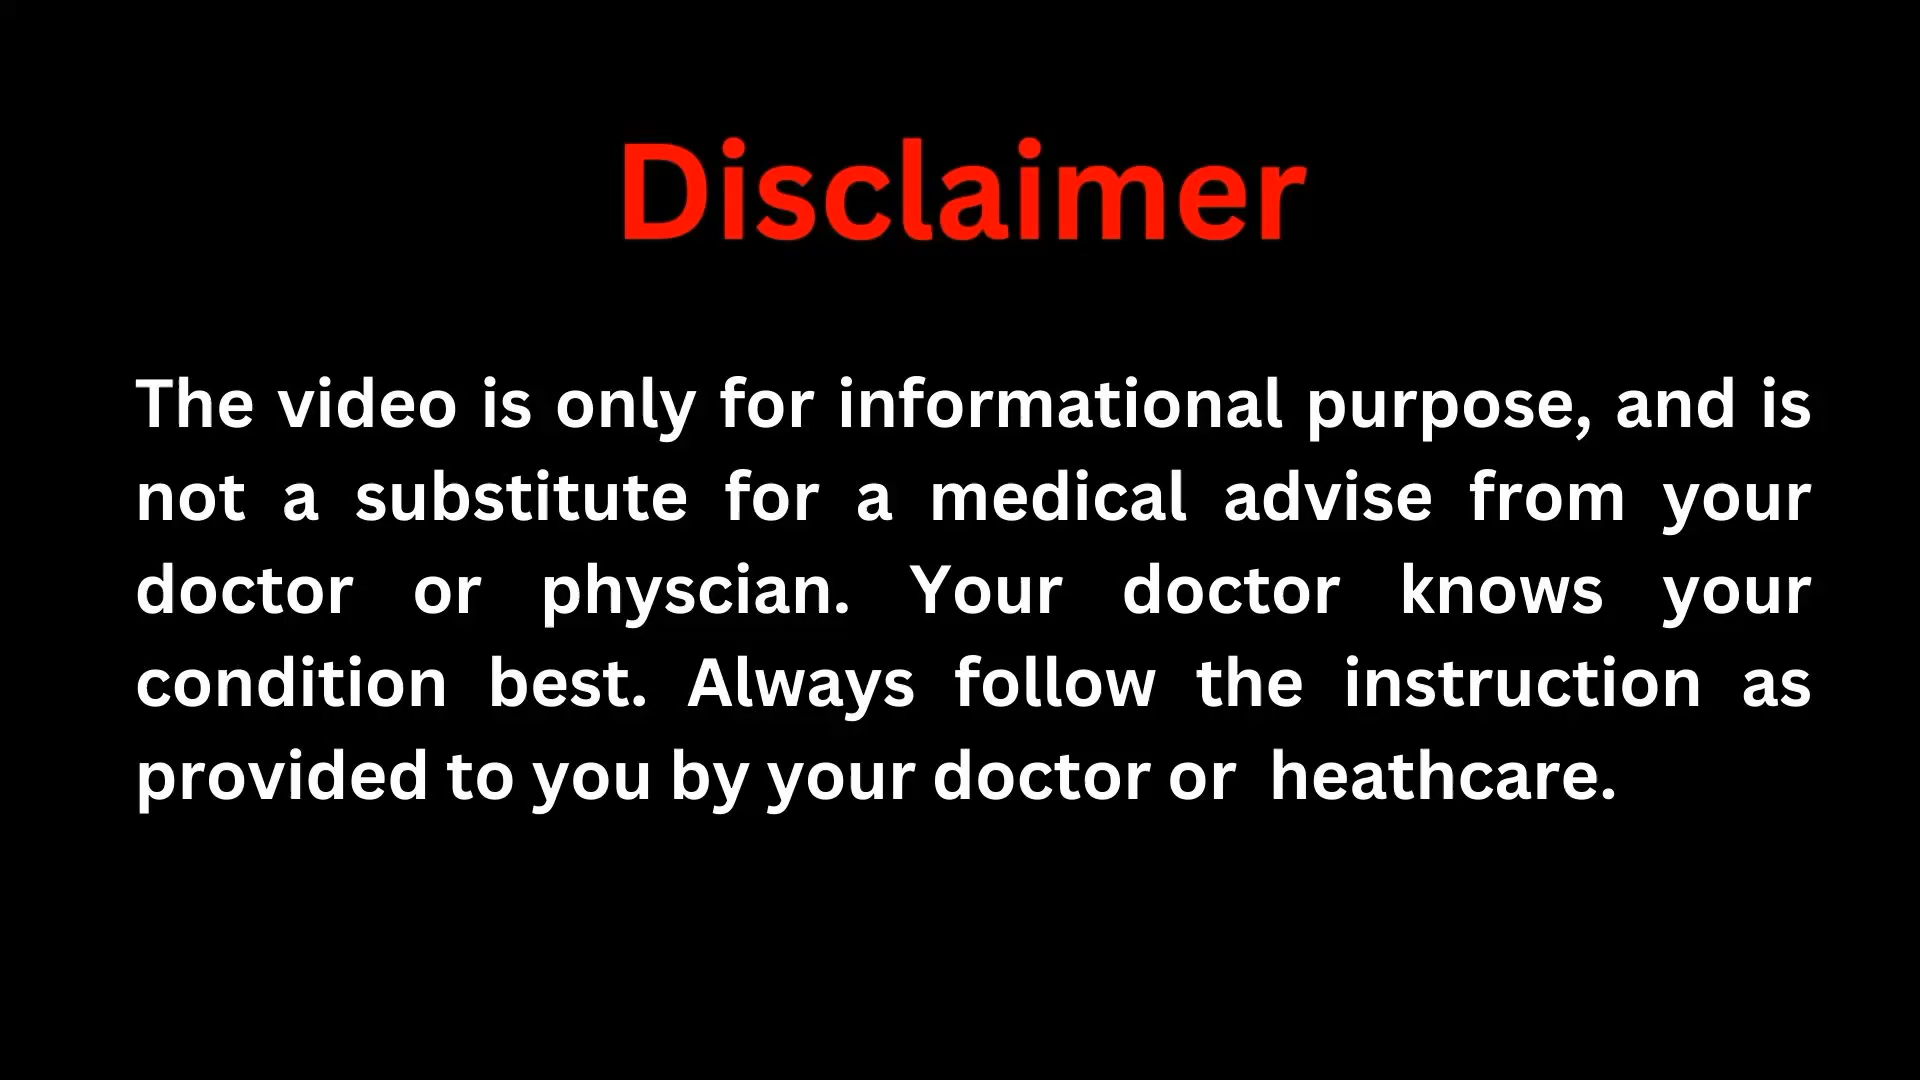 Disclaimer
The video is only for informational purpose, and is
not a substitute for a medical advise from your
doctor or physcian. Your doctor knows your
condition best. Always follow the instruction as
provided to you by your doctor or heathcare.